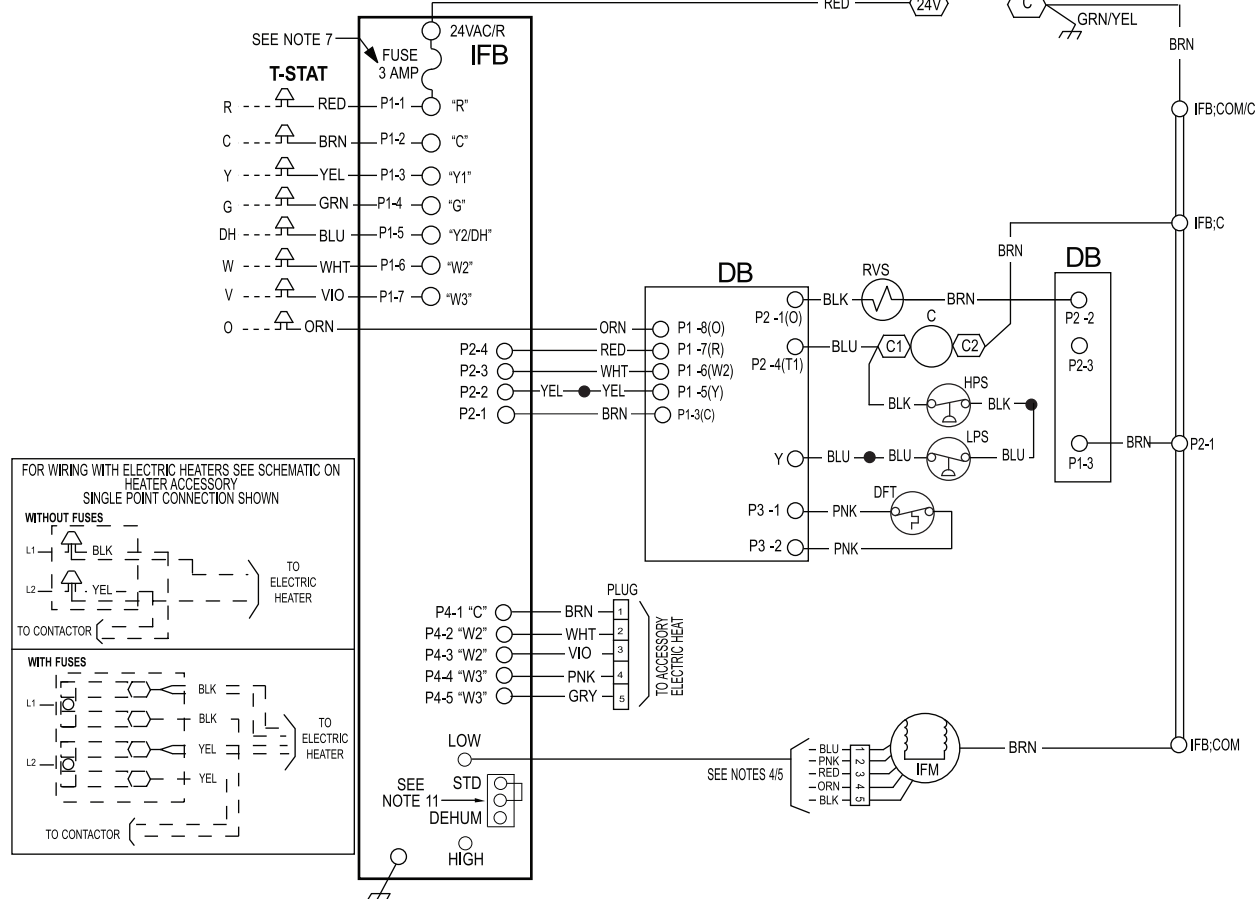 RED
24V
C
GRN/YEL
BRN
SEE NOTE 7
24VAC/R
IFB
FUSE
3 AMP
T-STAT
R RED P1-1 "R"
C BRN P1-2 "C"
Y YEL P1-3 "Y1"
G GRN P1-4 "G"
DH BLU P1-5 "Y2/DH"
W WHT P1-6 "W2"
V VIO P1-7 "W3"
O ORN ORN P1 -8(O)
P2-4 RED P1 -7(R)
P2-3 WHT P1 -6(W2)
P2-2 YEL YEL P1 -5(Y)
P2-1 BRN P1-3(C)
DB
P2 -1(O) BLK RVS BRN
P2 -4(T1) BLU C1 C C2 BRN
HPS
BLK BLK
LPS
Y BLU BLU BLU
DFT
P3 -1 PNK
P3 -2 PNK
DB
P2 -2
P2-3
P1-3 BRN P2-1
IFB;COM/C
IFB;C
IFB;COM
FOR WIRING WITH ELECTRIC HEATERS SEE SCHEMATIC ON
HEATER ACCESSORY
SINGLE POINT CONNECTION SHOWN
WITHOUT FUSES
L1 BLK
L2 YEL
TO
ELECTRIC
HEATER
TO CONTACTOR
WITH FUSES
L1 BLK
BLK
L2 YEL
YEL
TO
ELECTRIC
HEATER
TO CONTACTOR
PLUG
P4-1 "C" BRN 1
P4-2 "W2" WHT 2
P4-3 "W2" VIO 3
P4-4 "W3" PNK 4
P4-5 "W3" GRY 5
TO ACCESSORY
ELECTRIC HEAT
LOW
SEE
NOTE 11
STD
DEHUM
HIGH
SEE NOTES 4/5
BLU 1
PNK 2
RED 3
ORN 4
BLK 5
IFM
BRN